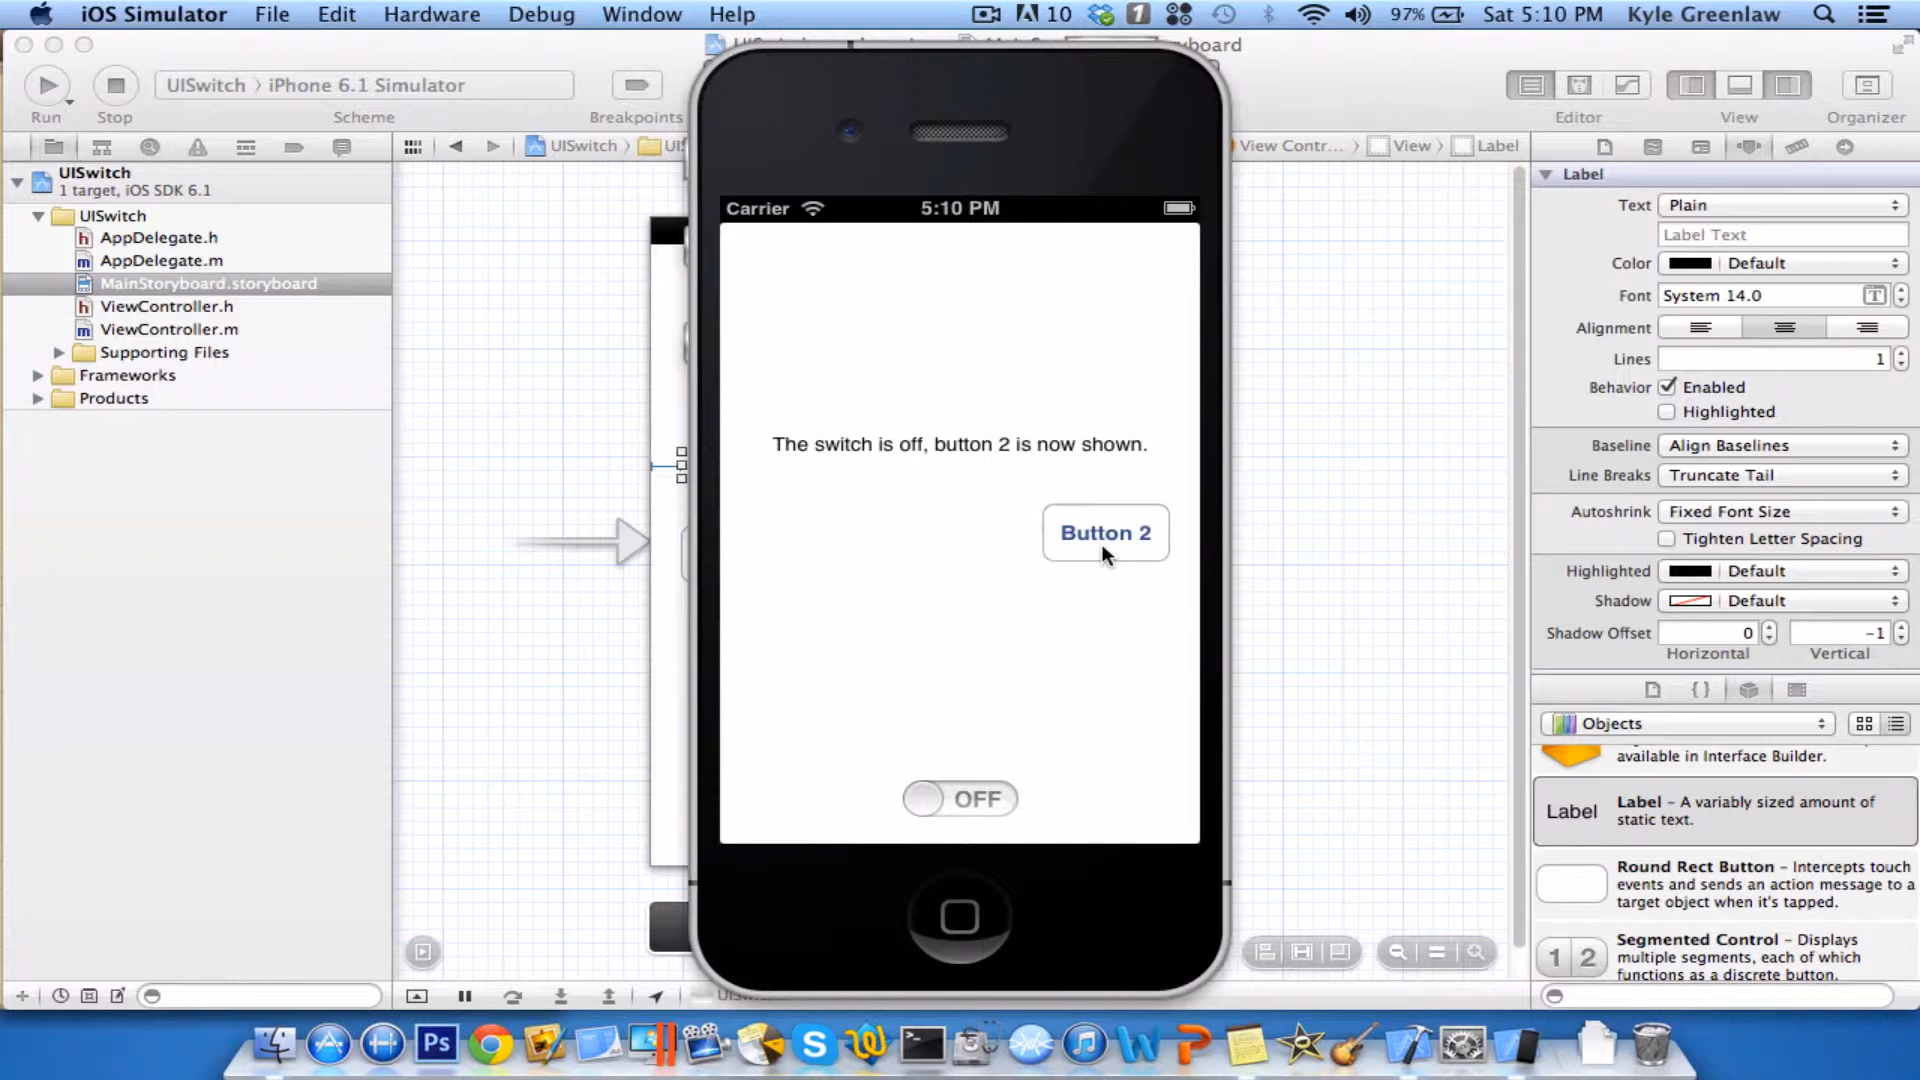 iOS Simulator File Edit Hardware Debug Window Help 10 1 97% Sat 5:10 PM Kyle Greenlaw
yboard
UISwitch iPhone 6.1 Simulator
Run Stop Scheme Breakpoints Editor View Organizer
UISwitch View Contr... View Label
UISwitch
1 target, iOS SDK 6.1
UISwitch
AppDelegate.h
AppDelegate.m
MainStoryboard.storyboard
ViewController.h
ViewController.m
Supporting Files
Frameworks
Products
Carrier 5:10 PM
The switch is off, button 2 is now shown.
Button 2
OFF
Label
Text Plain
Label Text
Color Default
Font System 14.0 T
Alignment
Lines 1
Behavior Enabled
Highlighted
Baseline Align Baselines
Line Breaks Truncate Tail
Autoshrink Fixed Font Size
Tighten Letter Spacing
Highlighted Default
Shadow Default
Shadow Offset 0 -1
Horizontal Vertical
{ }
Objects
available in Interface Builder.
Label Label - A variably sized amount of
static text.
Round Rect Button - Intercepts touch
events and sends an action message to a
target object when it's tapped.
1 2 Segmented Control - Displays
multiple segments, each of which
functions as a discrete button.
Ps